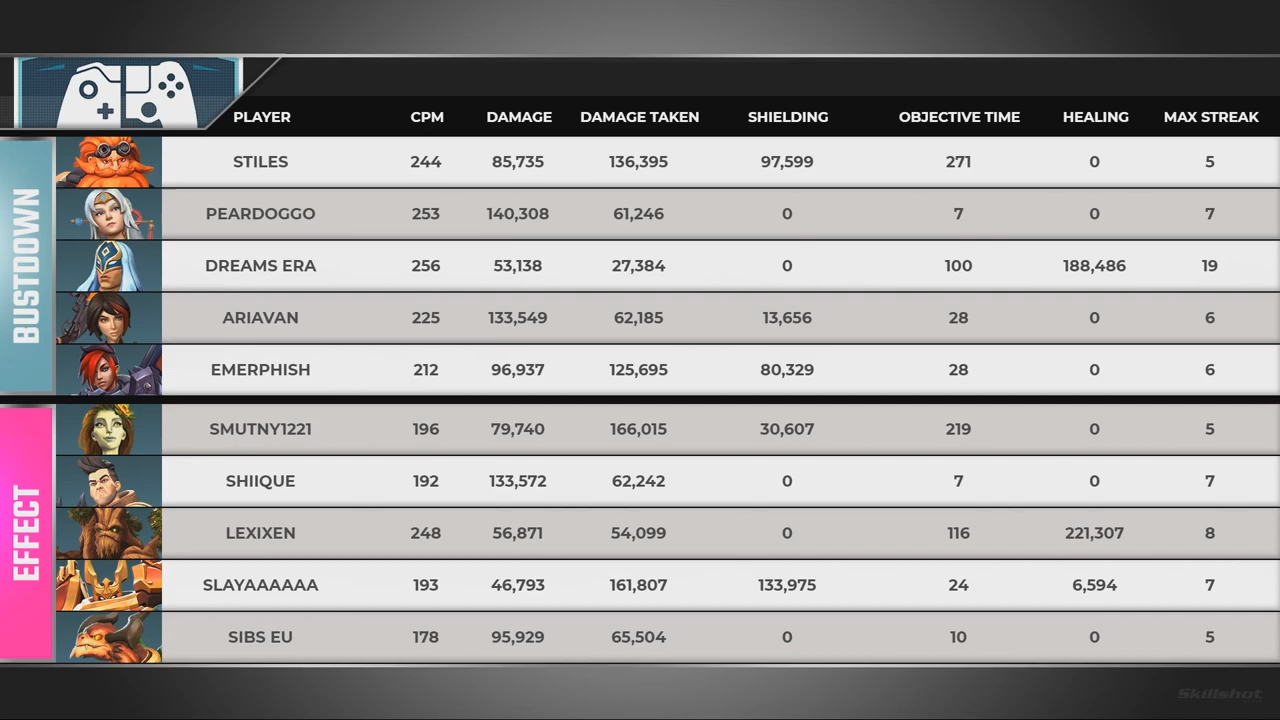 PLAYER CPM DAMAGE DAMAGE TAKEN SHIELDING OBJECTIVE TIME HEALING MAX STREAK
BUSTDOWN
STILES 244 85,735 136,395 97,599 271 0 5
PEARDOGGO 253 140,308 61,246 0 7 0 7
DREAMS ERA 256 53,138 27,384 0 100 188,486 19
ARIAVAN 225 133,549 62,185 13,656 28 0 6
EMERPHISH 212 96,937 125,695 80,329 28 0 6
EFFECT
SMUTNY1221 196 79,740 166,015 30,607 219 0 5
SHIIQUE 192 133,572 62,242 0 7 0 7
LEXIXEN 248 56,871 54,099 0 116 221,307 8
SLAYAAAAAA 193 46,793 161,807 133,975 24 6,594 7
SIBS EU 178 95,929 65,504 0 10 0 5
Skillshot